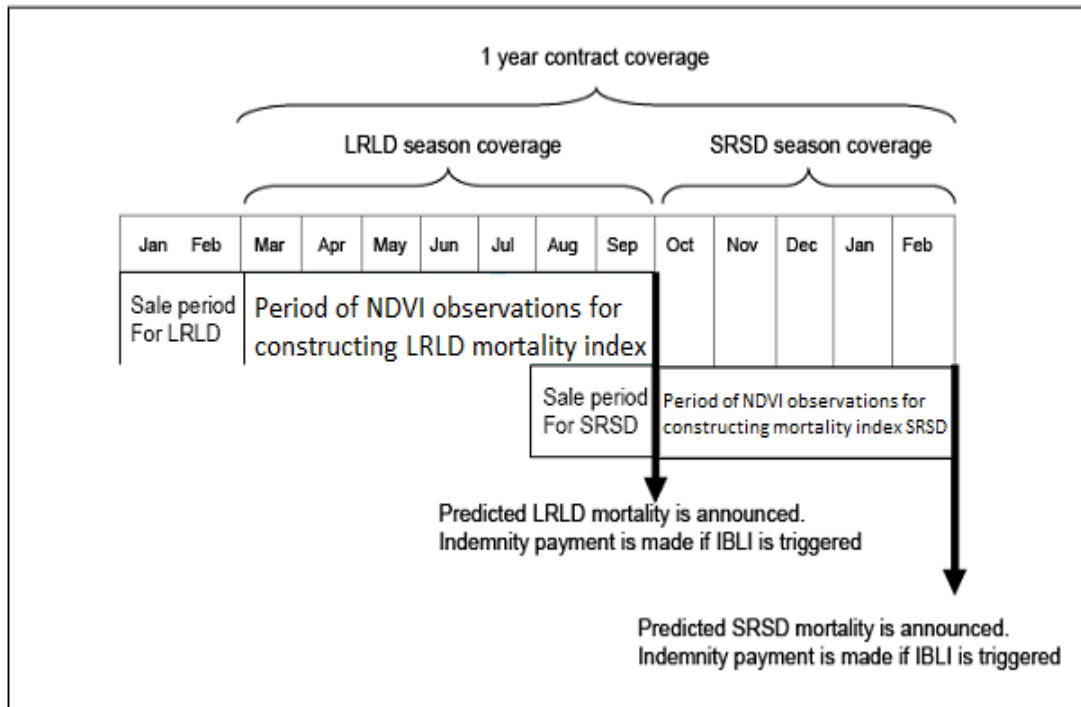 1 year contract coverage
LRLD season coverage
SRSD season coverage
Jan Feb Mar Apr May Jun Jul Aug Sep Oct Nov Dec Jan Feb
Sale period
For LRLD
Period of NDVI observations for
constructing LRLD mortality index
Sale period
For SRSD
Period of NDVI observations for
constructing mortality index SRSD
Predicted LRLD mortality is announced.
Indemnity payment is made if IBLI is triggered
Predicted SRSD mortality is announced.
Indemnity payment is made if IBLI is triggered